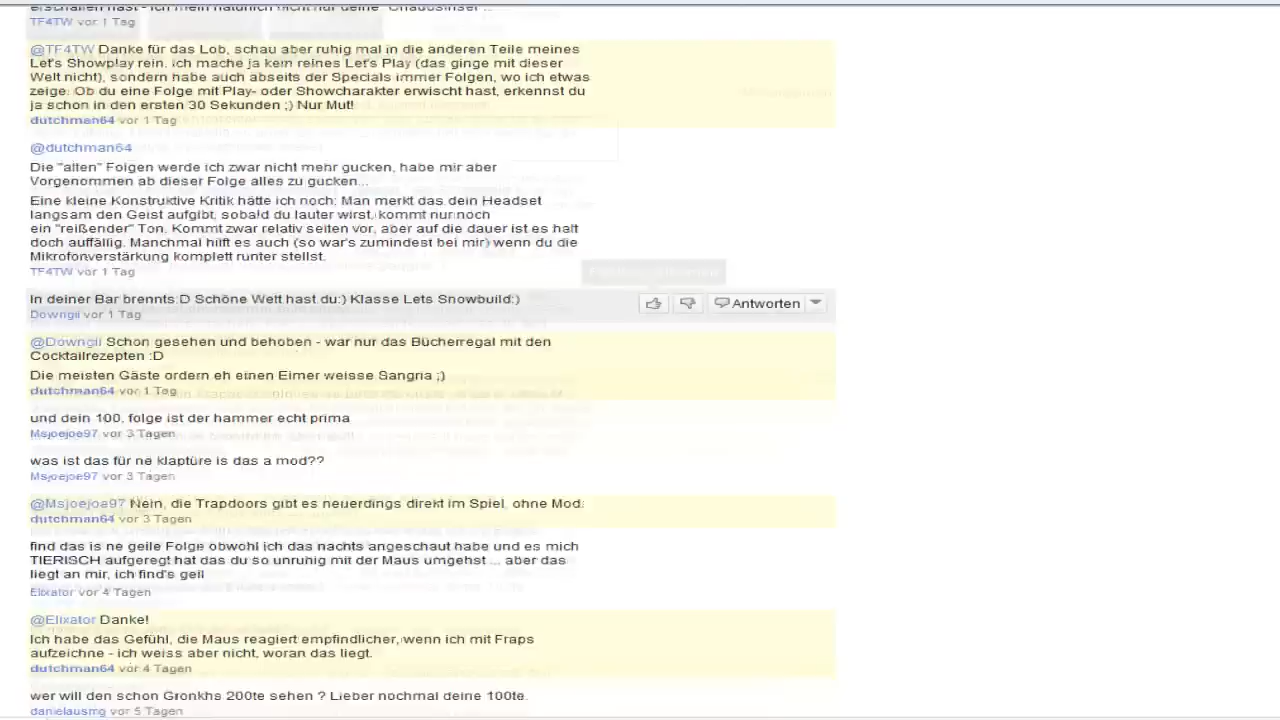 TF4TW vor 1 Tag
@TF4TW Danke für das Lob, schau aber ruhig mal in die anderen Teile meines
Let's Showplay rein. Ich mache ja kein reines Let's Play (das ginge mit dieser
Welt nicht), sondern habe auch abseits der Specials immer Folgen, wo ich etwas
zeige. Ob du eine Folge mit Play- oder Showcharakter erwischt hast, erkennst du
ja schon in den ersten 30 Sekunden ;) Nur Mut!
dutchman64 vor 1 Tag
@dutchman64
Die "alten" Folgen werde ich zwar nicht mehr gucken, habe mir aber
Vorgenommen ab dieser Folge alles zu gucken...
Eine kleine Konstruktive Kritik hätte ich noch: Man merkt das dein Headset
langsam den Geist aufgibt, sobald du lauter wirst, kommt nur noch
ein "reißender" Ton. Kommt zwar relativ selten vor, aber auf die dauer ist es halt
doch auffällig. Manchmal hilft es auch (so war's zumindest bei mir) wenn du die
Mikrofonverstärkung komplett runter stellst.
TF4TW vor 1 Tag
In deiner Bar brennts:D Schöne Welt hast du:) Klasse Lets Snowbuild:)
Antworten
Downgii vor 1 Tag
@Downgii Schon gesehen und behoben - war nur das Bücherregal mit den
Cocktailrezepten :D
Die meisten Gäste ordern eh einen Eimer weisse Sangria ;)
dutchman64 vor 1 Tag
und dein 100. folge ist der hammer echt prima
Msjoejoe97 vor 3 Tagen
was ist das für ne klaptüre is das a mod??
Msjoejoe97 vor 3 Tagen
@Msjoejoe97 Nein, die Trapdoors gibt es neuerdings direkt im Spiel, ohne Mod.
dutchman64 vor 3 Tagen
find das is ne geile Folge obwohl ich das nachts angeschaut habe und es mich
TIERISCH aufgeregt hat das du so unruhig mit der Maus umgehst ... aber das
liegt an mir, ich find's geil
Elixator vor 4 Tagen
@Elixator Danke!
Ich habe das Gefühl, die Maus reagiert empfindlicher, wenn ich mit Fraps
aufzeichne - ich weiss aber nicht, woran das liegt.
dutchman64 vor 4 Tagen
wer will den schon Gronkhs 200te sehen ? Lieber nochmal deine 100te.
danielausmg vor 5 Tagen